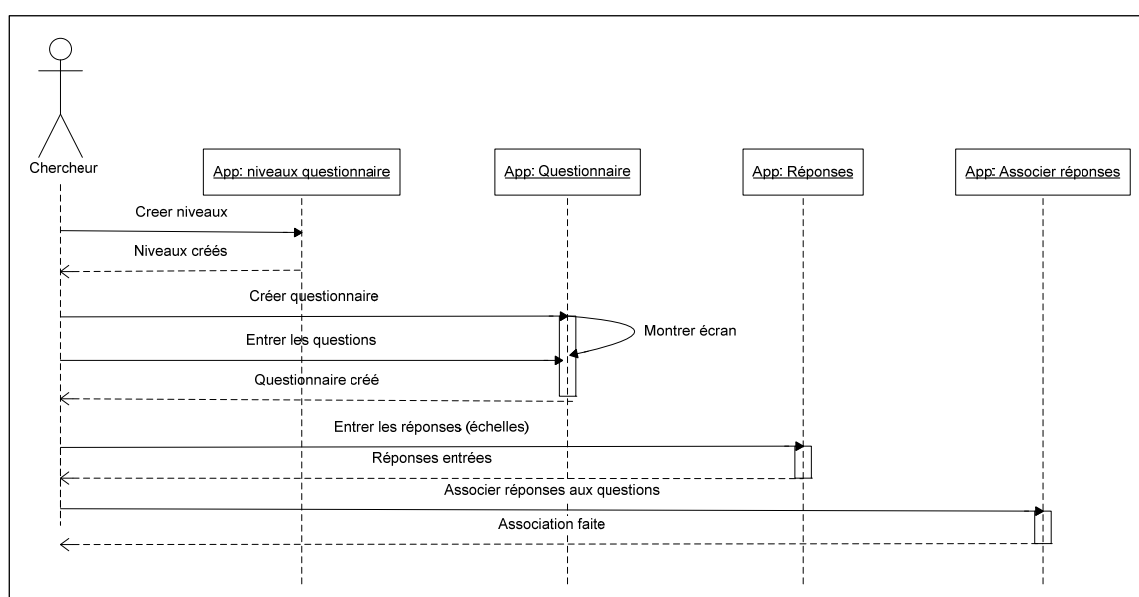 Chercheur
App: niveaux questionnaire
App: Questionnaire
App: Réponses
App: Associer réponses
Creer niveaux
Niveaux créés
Créer questionnaire
Montrer écran
Entrer les questions
Questionnaire créé
Entrer les réponses (échelles)
Réponses entrées
Associer réponses aux questions
Association faite